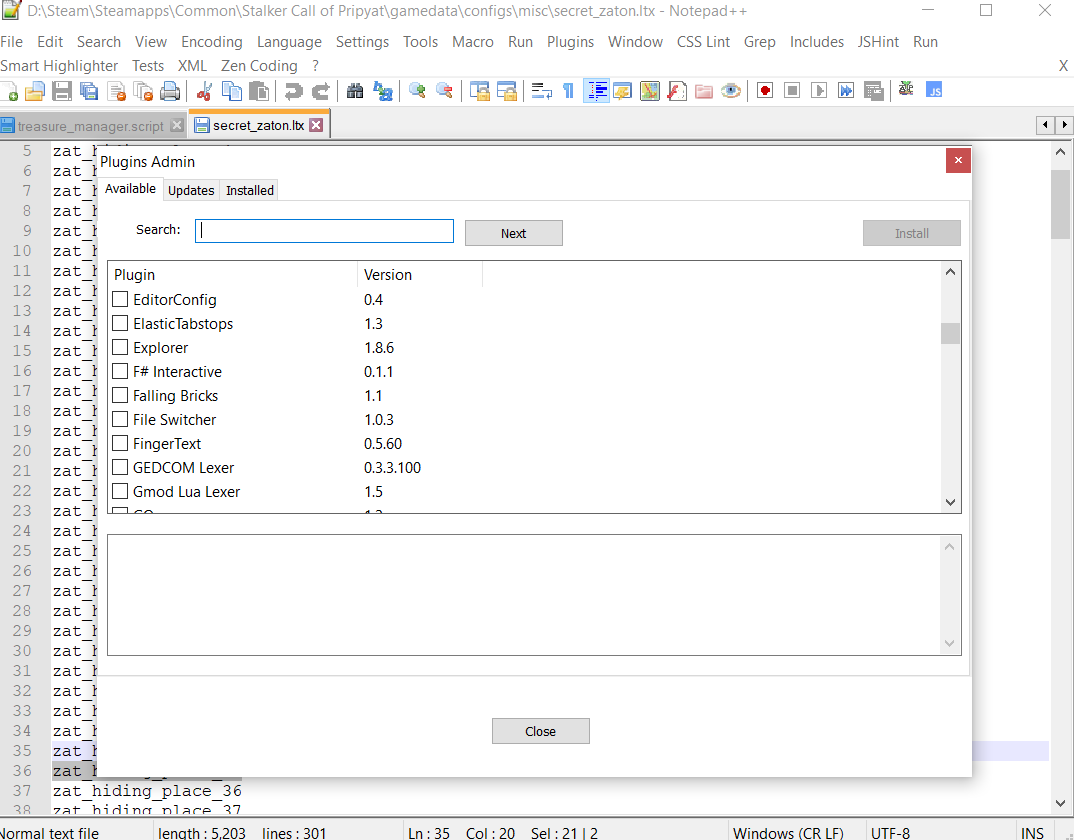 D:\Steam\Steamapps\Common\Stalker Call of Pripyat\gamedata\configs\misc\secret_zaton.ltx - Notepad++
File Edit Search View Encoding Language Settings Tools Macro Run Plugins Window CSS Lint Grep Includes JSHint Run
Smart Highlighter Tests XML Zen Coding ? X
treasure_manager.script secret_zaton.ltx
5 zat_h
Plugins Admin
6 zat_h
7 zat_h
Available Updates Installed
8 zat_h
9 zat_h
Search: Next Install
10 zat_h
11 zat_h
Plugin Version
12 zat_h
EditorConfig 0.4
13 zat_h
ElasticTabstops 1.3
14 zat_h
15 zat_h
Explorer 1.8.6
16 zat_h
F# Interactive 0.1.1
17 zat_h
Falling Bricks 1.1
18 zat_h
File Switcher 1.0.3
19 zat_h
20 zat_h
FingerText 0.5.60
21 zat_h
GEDCOM Lexer 0.3.3.100
22 zat_h
Gmod Lua Lexer 1.5
23 zat_h
24 zat_h
25 zat_h
26 zat_h
27 zat_h
28 zat_h
29 zat_h
30 zat_h
31 zat_h
32 zat_h
33 zat_h
34 zat_h
Close
35 zat_h
36 zat_h
37 zat_hiding_place_36
38 zat_hiding_place_37
Normal text file length : 5,203 lines : 301 Ln : 35 Col : 20 Sel : 21 | 2 Windows (CR LF) UTF-8 INS